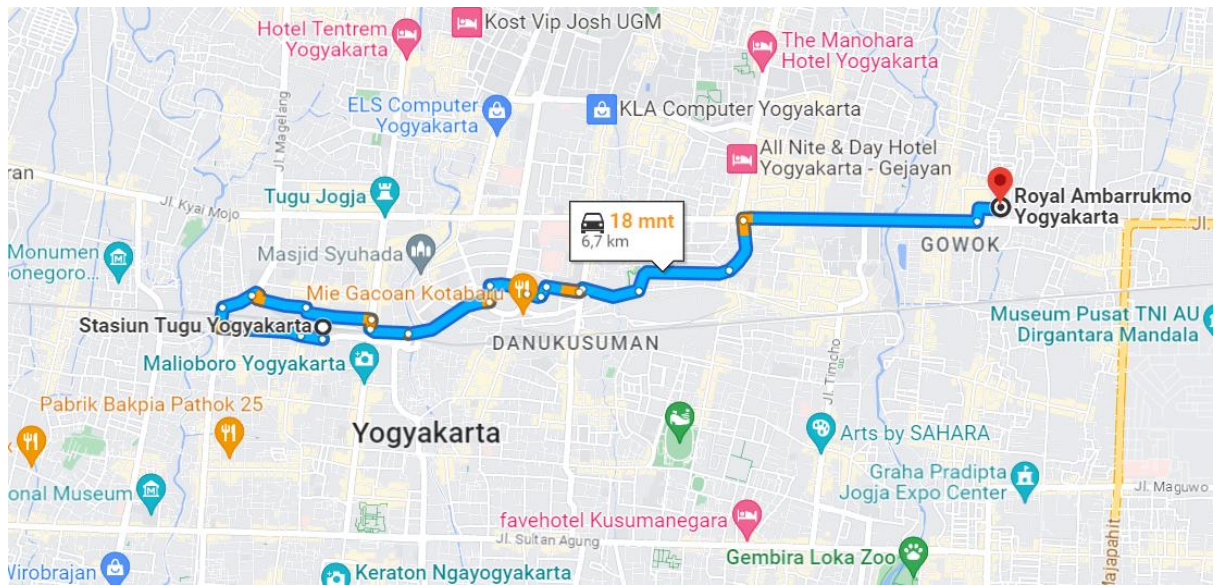 Kost Vip Josh UGM
Hotel Tentrem
Yogyakarta
The Manohara
Hotel Yogyakarta
ELS Computer
Yogyakarta
KLA Computer Yogyakarta
Jl. Magelang
All Nite & Day Hotel
Yogyakarta - Gejayan
ran
Jl. Kyai Mojo
Tugu Jogja
Royal Ambarrukmo
Yogyakarta
18 mnt
6,7 km
Jl.
GOWOK
Monumen
ponegoro...
Masjid Syuhada
Mie Gacoan Kotabaru
Stasiun Tugu Yogyakarta
Museum Pusat TNI AU
Dirgantara Mandala
DANUKUSUMAN
Malioboro Yogyakarta
Jl. Timoho
Pabrik Bakpia Pathok 25
Yogyakarta
Arts by SAHARA
Graha Pradipta
Jogja Expo Center
Jl. Maguwo
onal Museum
favehotel Kusumanegara
Jl. Sultan Agung
Gembira Loka Zoo
Majapahit
Wirobrajan
Keraton Ngayogyakarta